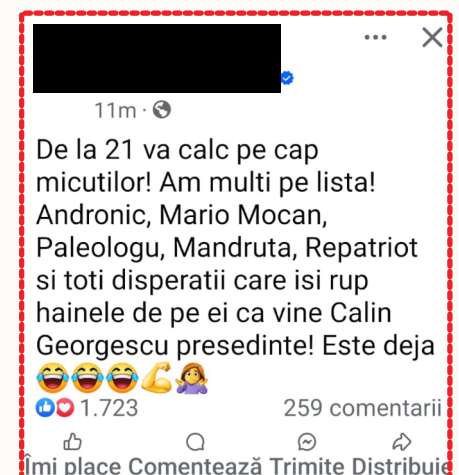 11m ·
De la 21 va calc pe cap
micutilor! Am multi pe lista!
Andronic, Mario Mocan,
Paleologu, Mandruta, Repatriot
si toti disperatii care isi rup
hainele de pe ei ca vine Calin
Georgescu presedinte! Este deja
😂😂😂💪🤷‍♀️
1.723 259 comentarii
Îmi place Comentează Trimite Distribuie